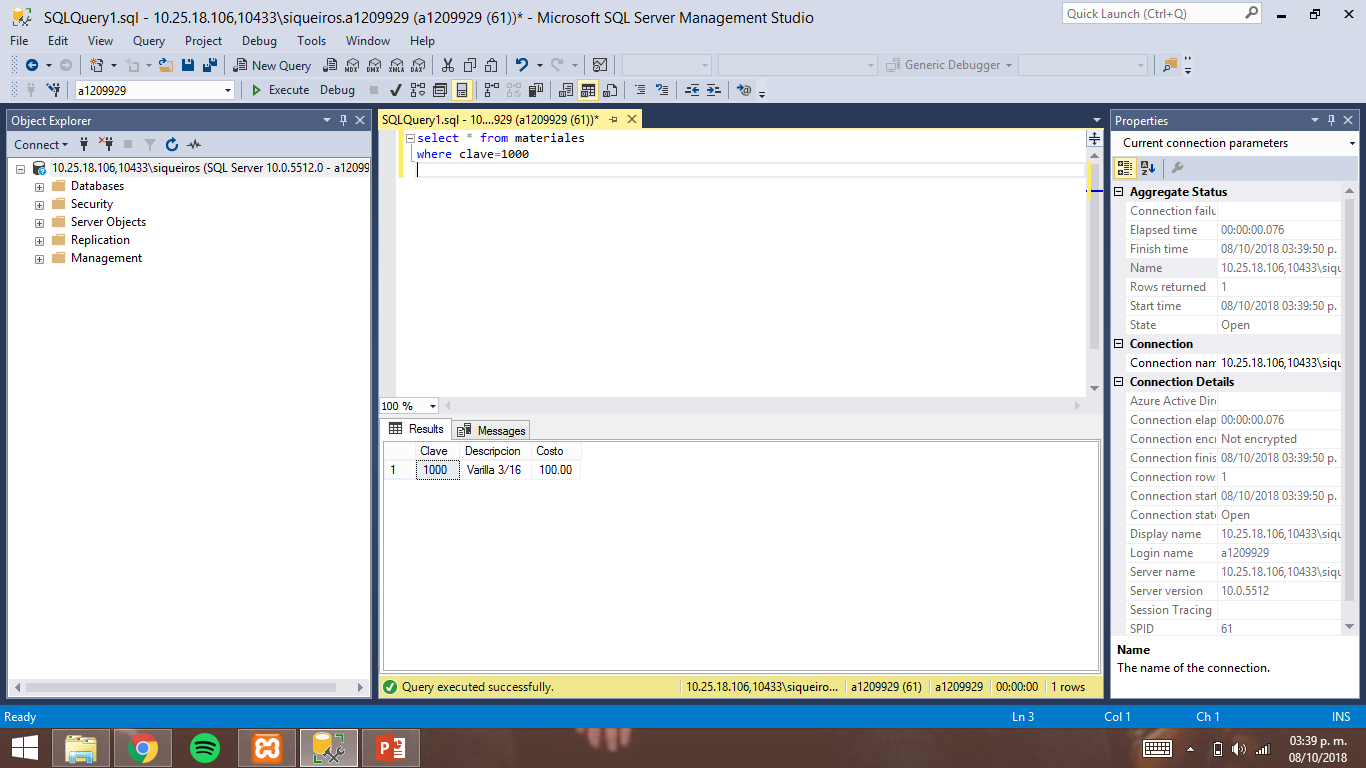 SQLQuery1.sql - 10.25.18.106,10433\siqueiros.a1209929 (a1209929 (61))* - Microsoft SQL Server Management Studio
Quick Launch (Ctrl+Q)
File Edit View Query Project Debug Tools Window Help
New Query MDX DMX XMLA DAX Generic Debugger
a1209929 Execute Debug
Object Explorer
Connect
10.25.18.106,10433\siqueiros (SQL Server 10.0.5512.0 - a12099
Databases
Security
Server Objects
Replication
Management
SQLQuery1.sql - 10....929 (a1209929 (61))*
select * from materiales
where clave=1000
100 %
Results Messages
Clave Descripcion Costo
1 1000 Varilla 3/16 100.00
Query executed successfully. 10.25.18.106,10433\siqueiro... a1209929 (61) a1209929 00:00:00 1 rows
Properties
Current connection parameters
Aggregate Status
Connection failu
Elapsed time 00:00:00.076
Finish time 08/10/2018 03:39:50 p.
Name 10.25.18.106,10433\siqu
Rows returned 1
Start time 08/10/2018 03:39:50 p.
State Open
Connection
Connection nam 10.25.18.106,10433\siqu
Connection Details
Azure Active Dire
Connection elap 00:00:00.076
Connection encr Not encrypted
Connection finis 08/10/2018 03:39:50 p.
Connection row 1
Connection start 08/10/2018 03:39:50 p.
Connection stat Open
Display name 10.25.18.106,10433\siqu
Login name a1209929
Server name 10.25.18.106,10433\siqu
Server version 10.0.5512
Session Tracing
SPID 61
Name
The name of the connection.
Ready Ln 3 Col 1 Ch 1 INS
03:39 p. m.
08/10/2018